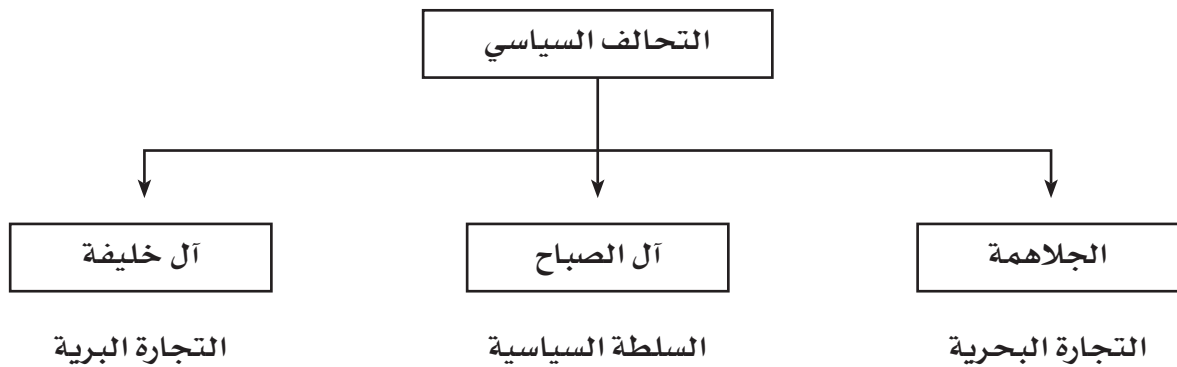 التحالف السياسي
الجلاهمة
آل الصباح
آل خليفة
التجارة البحرية
السلطة السياسية
التجارة البرية